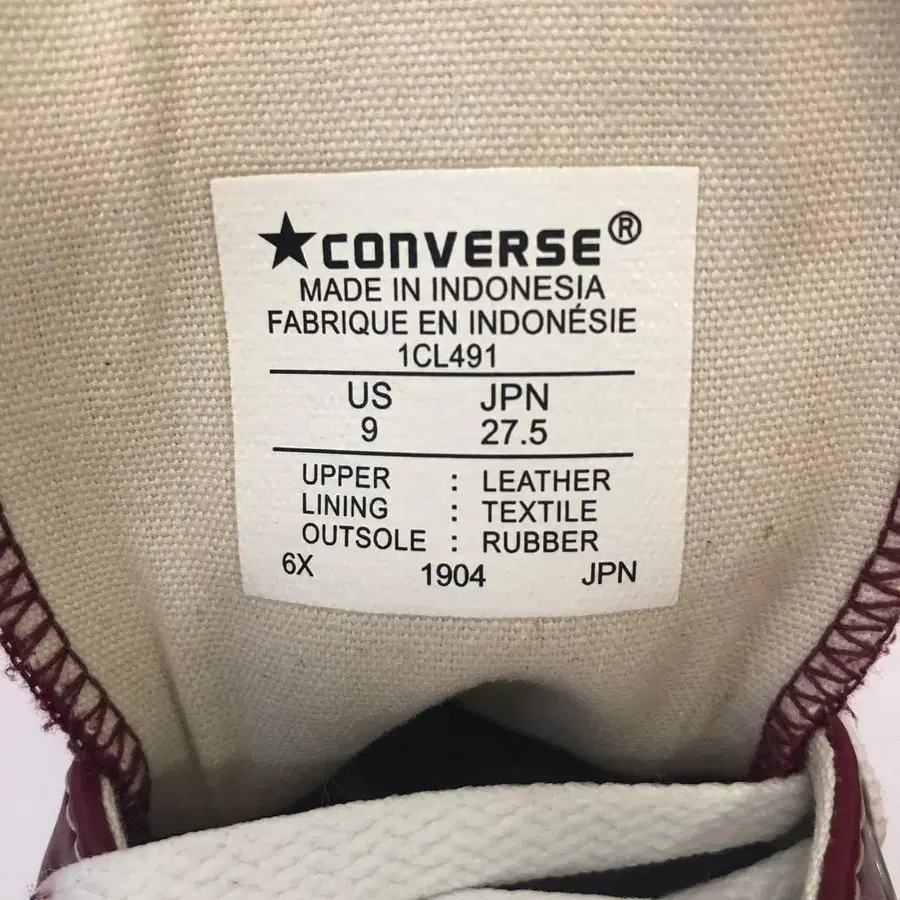 ★CONVERSE®
MADE IN INDONESIA
FABRIQUE EN INDONÉSIE
1CL491
US JPN
9 27.5
UPPER : LEATHER
LINING : TEXTILE
OUTSOLE : RUBBER
6X 1904 JPN